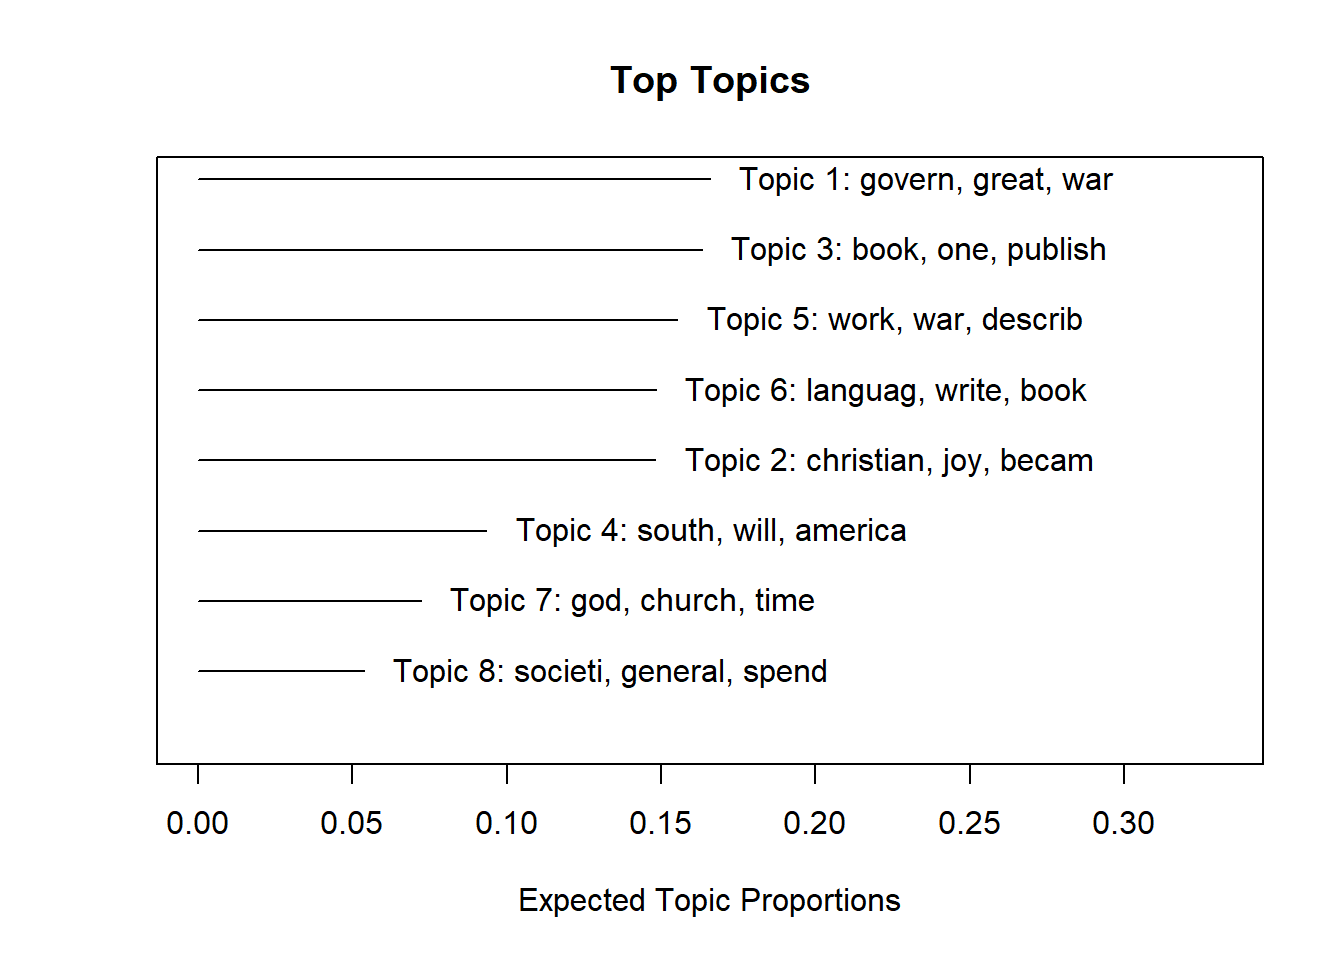 Top Topics
Topic 1: govern, great, war
Topic 3: book, one, publish
Topic 5: work, war, describ
Topic 6: languag, write, book
Topic 2: christian, joy, becam
Topic 4: south, will, america
Topic 7: god, church, time
Topic 8: societi, general, spend
0.00 0.05 0.10 0.15 0.20 0.25 0.30
Expected Topic Proportions